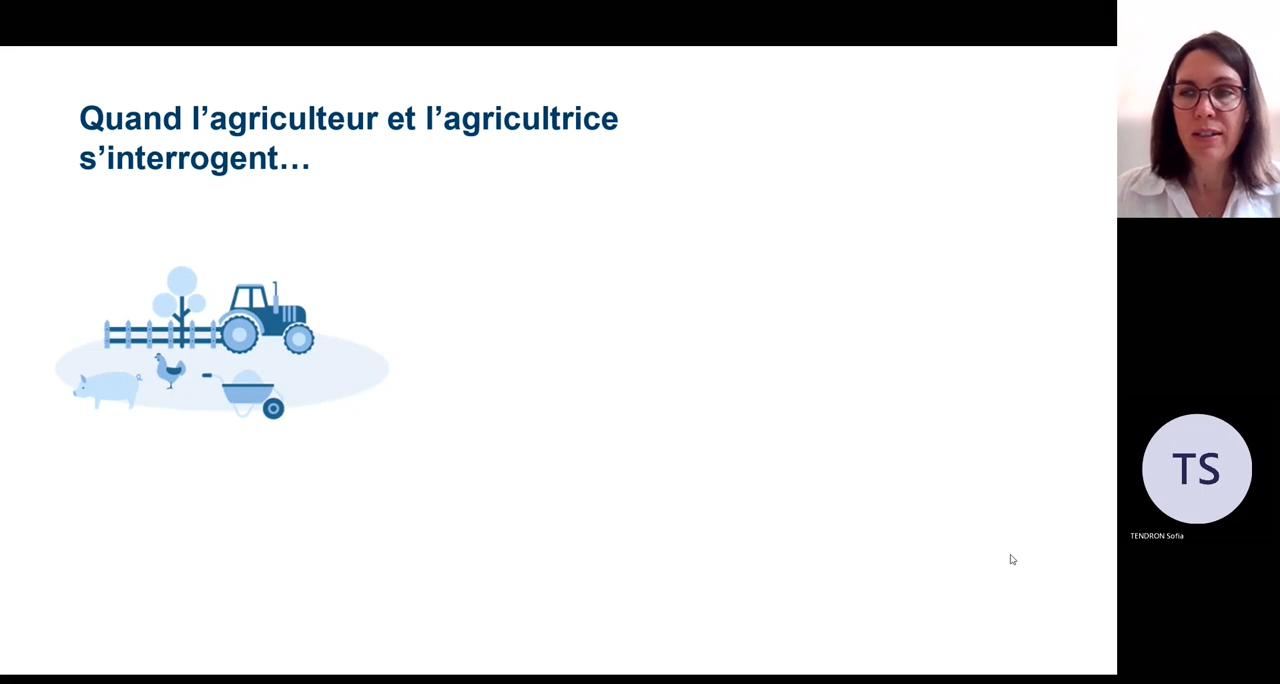 Quand l’agriculteur et l’agricultrice
s’interrogent…
TS
TENDRON Sofia